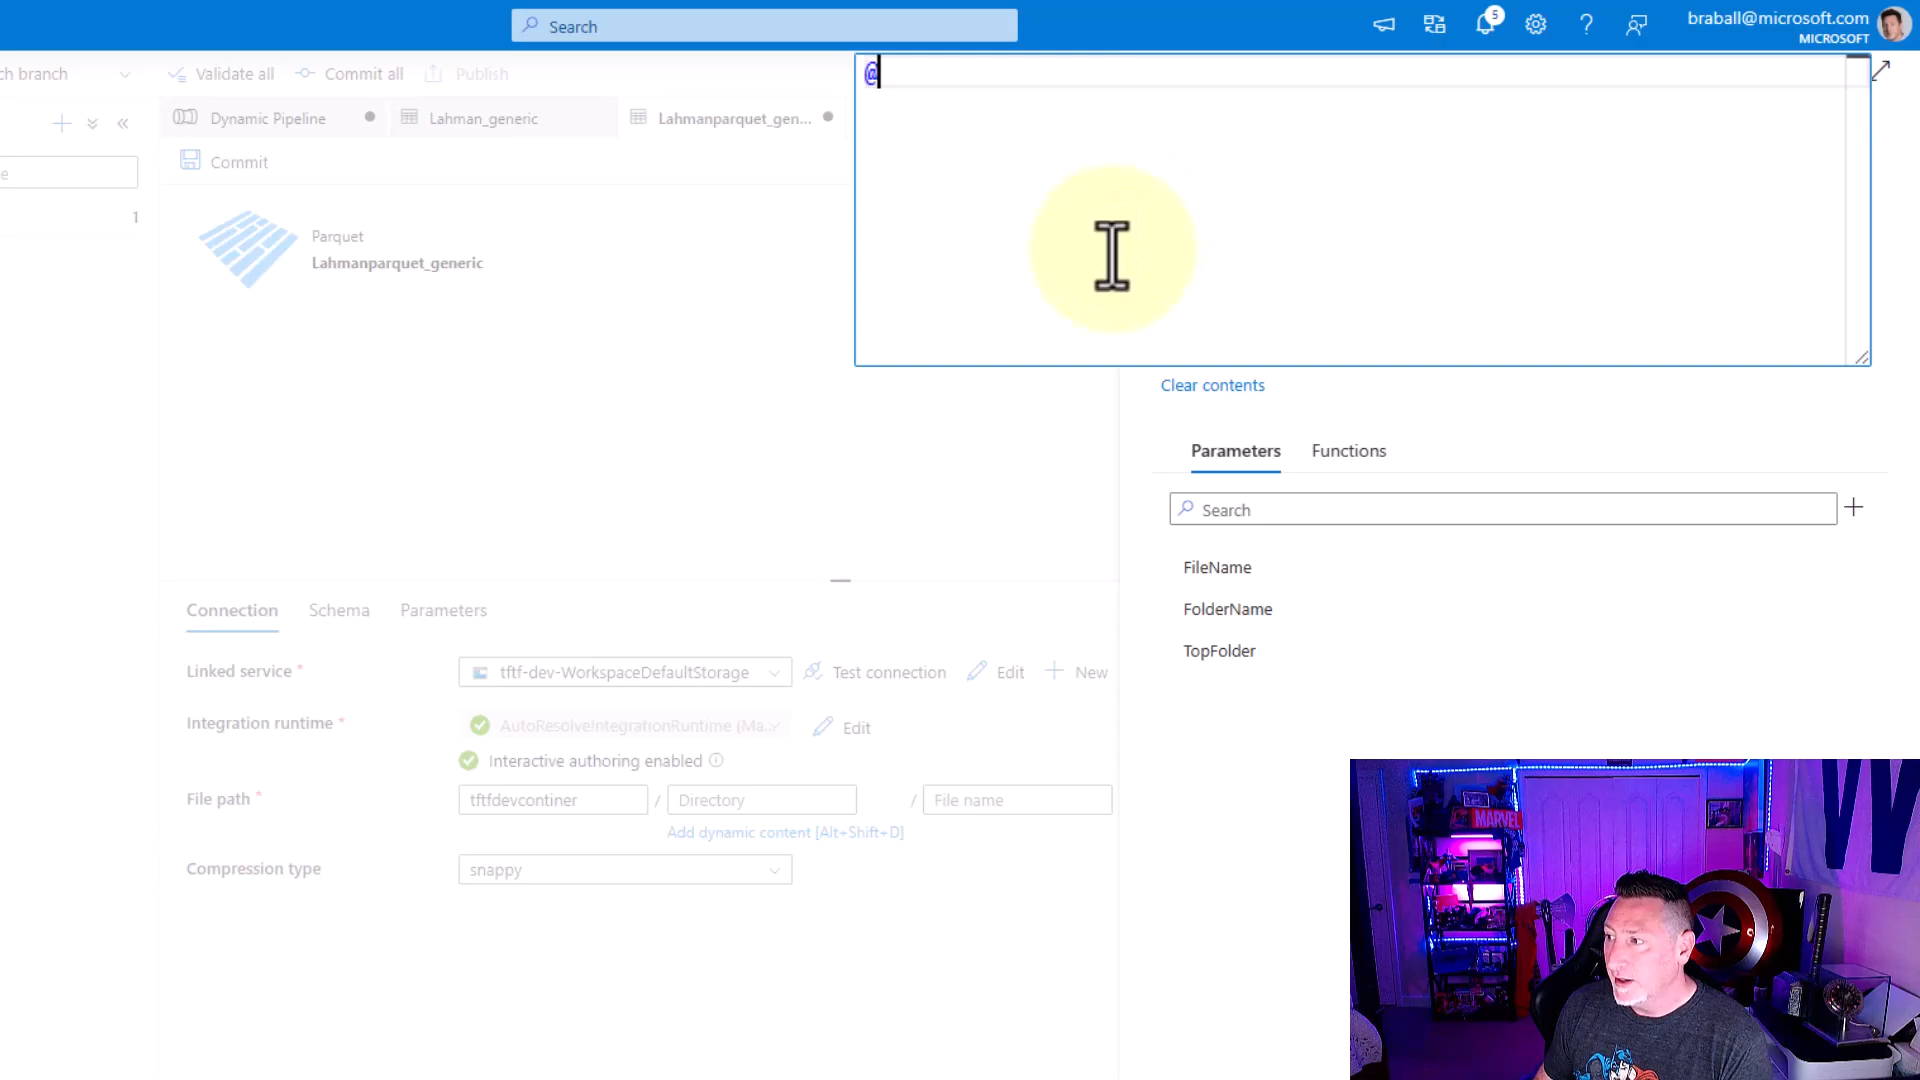 Search
5
braball@microsoft.com
MICROSOFT
ch branch
Validate all
Commit all
Publish
@
Dynamic Pipeline
Lahman_generic
Lahmanparquet_gen...
e
Commit
1
Parquet
Lahmanparquet_generic
Clear contents
Parameters
Functions
Search
FileName
FolderName
TopFolder
Connection
Schema
Parameters
Linked service *
tftf-dev-WorkspaceDefaultStorage
Test connection
Edit
New
Integration runtime *
AutoResolveIntegrationRuntime (Ma...
Edit
Interactive authoring enabled
File path *
tftfdevcontiner
/
Directory
/
File name
Add dynamic content [Alt+Shift+D]
Compression type
snappy
MARVEL
W